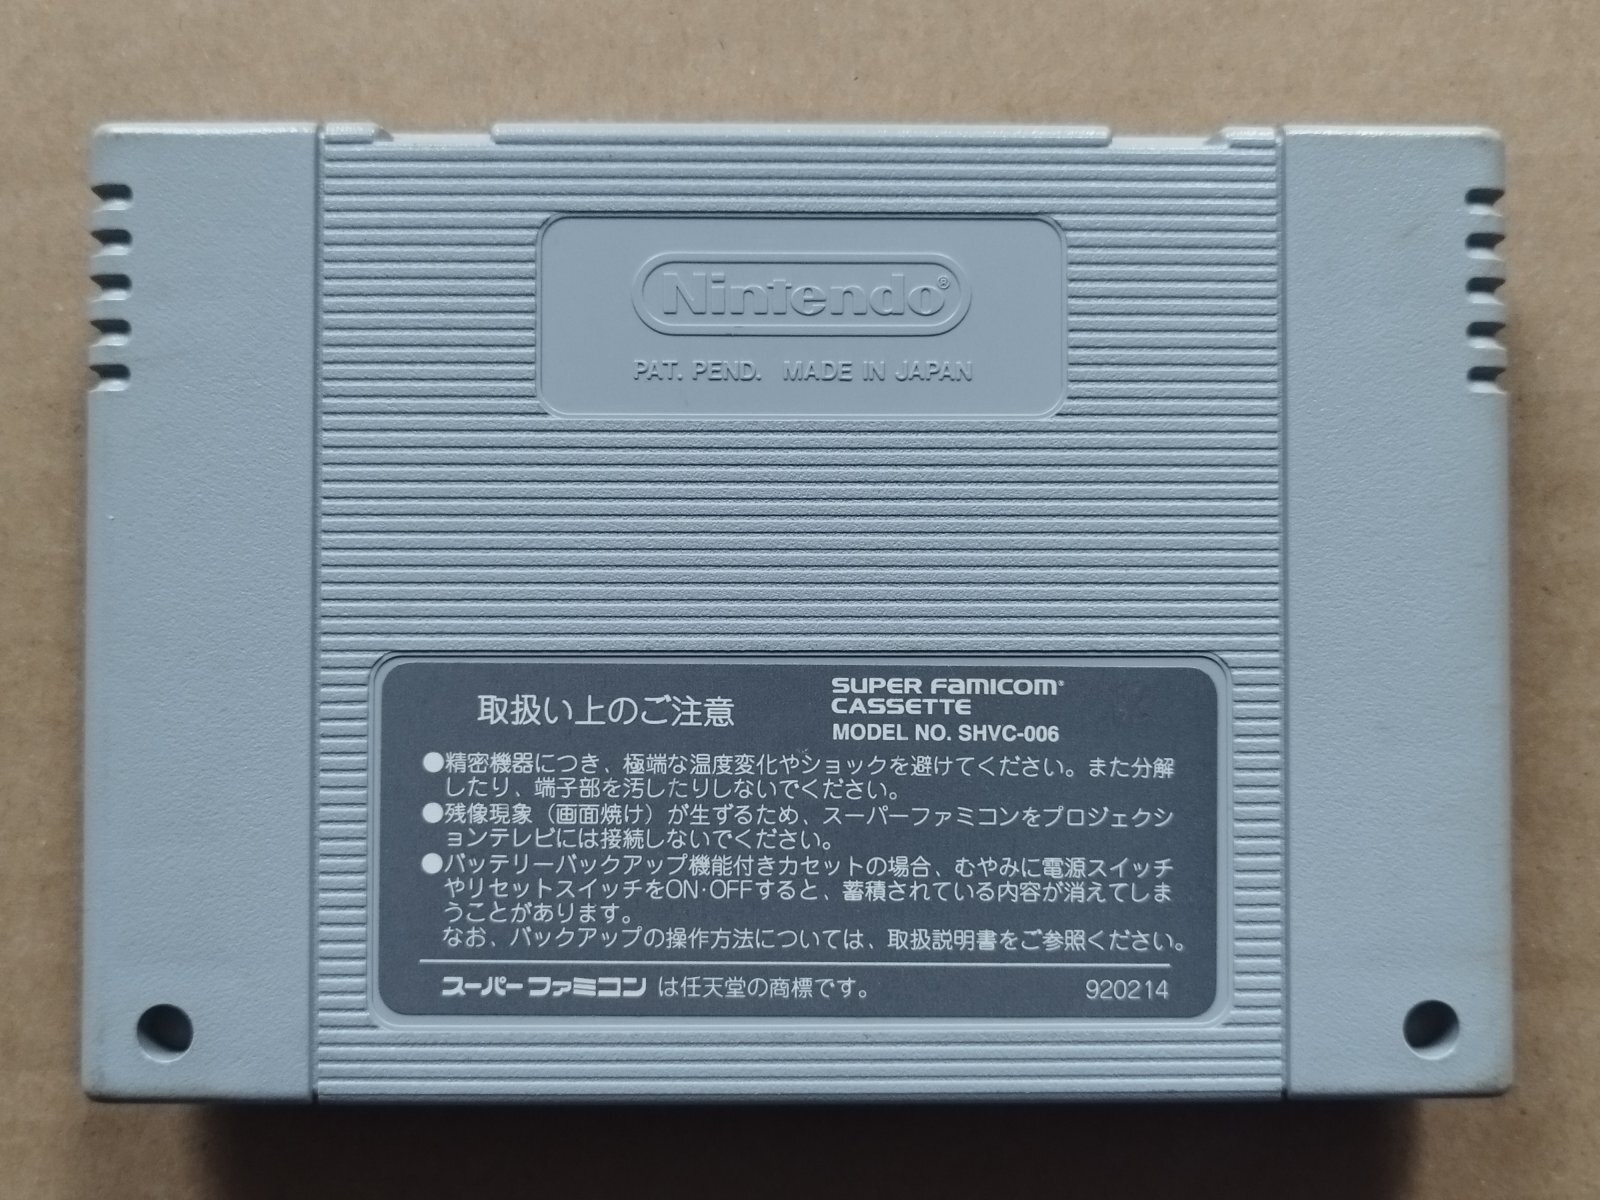 Nintendo®
PAT. PEND. MADE IN JAPAN
取扱い上のご注意
SUPER FAMICOM®
CASSETTE
MODEL NO. SHVC-006
●精密機器につき、極端な温度変化やショックを避けてください。また分解
したり、端子部を汚したりしないでください。
●残像現象（画面焼け）が生ずるため、スーパーファミコンをプロジェクシ
ョンテレビには接続しないでください。
●バッテリーバックアップ機能付きカセットの場合、むやみに電源スイッチ
やリセットスイッチをON·OFFすると、蓄積されている内容が消えてしま
うことがあります。
なお、バックアップの操作方法については、取扱説明書をご参照ください。
スーパーファミコンは任天堂の商標です。
920214